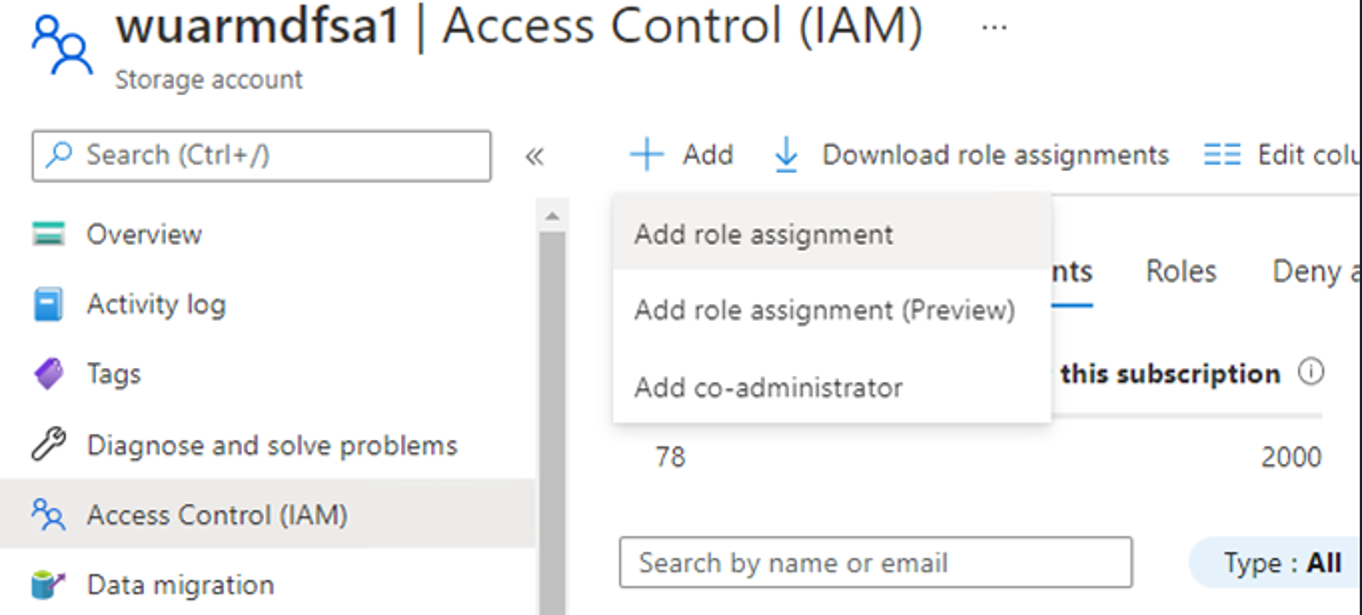 wuarmdfsa1 | Access Control (IAM) ...
Storage account
Search (Ctrl+/)
«
Overview
Activity log
Tags
Diagnose and solve problems
Access Control (IAM)
Data migration
Add Download role assignments Edit
Add role assignment
Add role assignment (Preview)
Add co-administrator
Roles Deny
this subscription
78 2000
Search by name or email Type : All